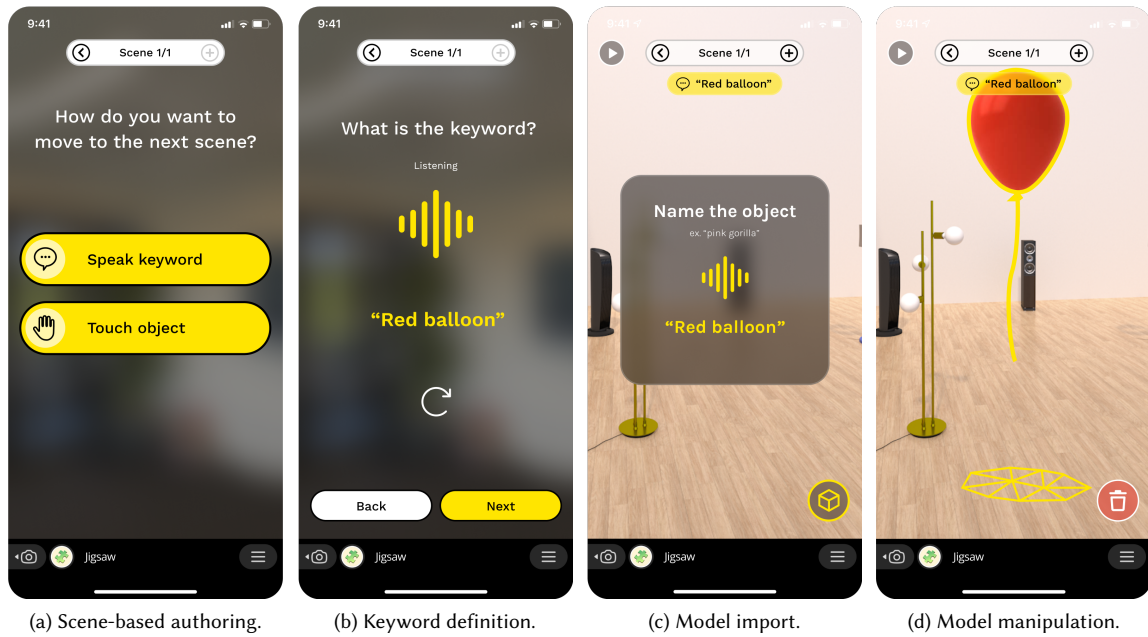 9:41
Scene 1/1
How do you want to
move to the next scene?
Speak keyword
Touch object
Jigsaw
(a) Scene-based authoring.
9:41
Scene 1/1
What is the keyword?
Listening
“Red balloon”
Back
Next
Jigsaw
(b) Keyword definition.
9:41
Scene 1/1
“Red balloon”
Name the object
ex. “pink gorilla”
“Red balloon”
Jigsaw
(c) Model import.
9:41
Scene 1/1
“Red balloon”
Jigsaw
(d) Model manipulation.